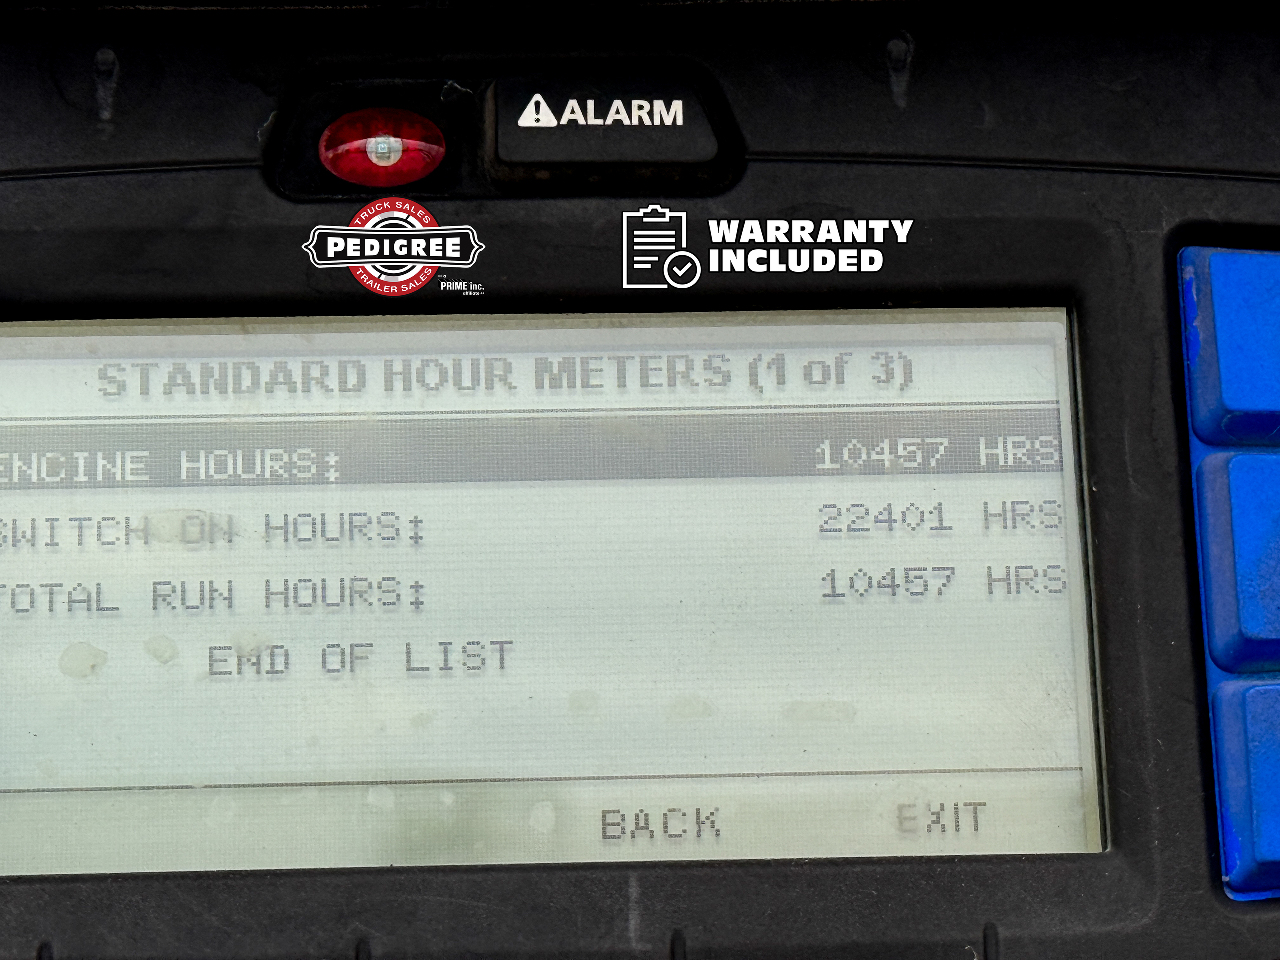 ALARM
TRUCK SALES
PEDIGREE
TRAILER SALES
PRIME inc.
WARRANTY
INCLUDED
STANDARD HOUR METERS (1 of 3)
ENGINE HOURS: 10457 HRS
SWITCH ON HOURS: 22401 HRS
TOTAL RUN HOURS: 10457 HRS
END OF LIST
BACK EXIT